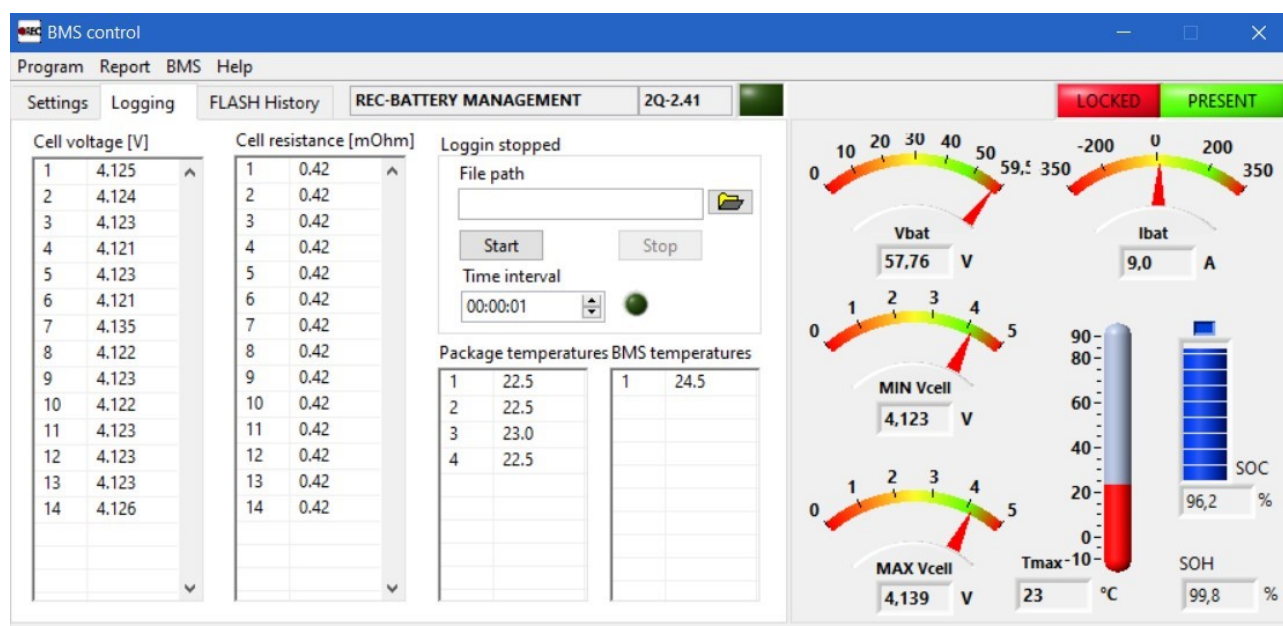 REC BMS control
Program Report BMS Help
Settings Logging FLASH History REC-BATTERY MANAGEMENT 2Q-2.41 LOCKED PRESENT
Cell voltage [V]
1 4.125
2 4.124
3 4.123
4 4.121
5 4.123
6 4.121
7 4.135
8 4.122
9 4.123
10 4.122
11 4.123
12 4.123
13 4.123
14 4.126
Cell resistance [mOhm]
1 0.42
2 0.42
3 0.42
4 0.42
5 0.42
6 0.42
7 0.42
8 0.42
9 0.42
10 0.42
11 0.42
12 0.42
13 0.42
14 0.42
Loggin stopped
File path
Start Stop
Time interval
00:00:01
Package temperatures
1 22.5
2 22.5
3 23.0
4 22.5
BMS temperatures
1 24.5
0 10 20 30 40 50 59,5
Vbat
57,76 V
350 -200 0 200 350
Ibat
9,0 A
0 1 2 3 4 5
MIN Vcell
4,123 V
0 1 2 3 4 5
MAX Vcell
4,139 V
90
80
60
40
20
0
-10
Tmax
23 °C
SOC
96,2 %
SOH
99,8 %